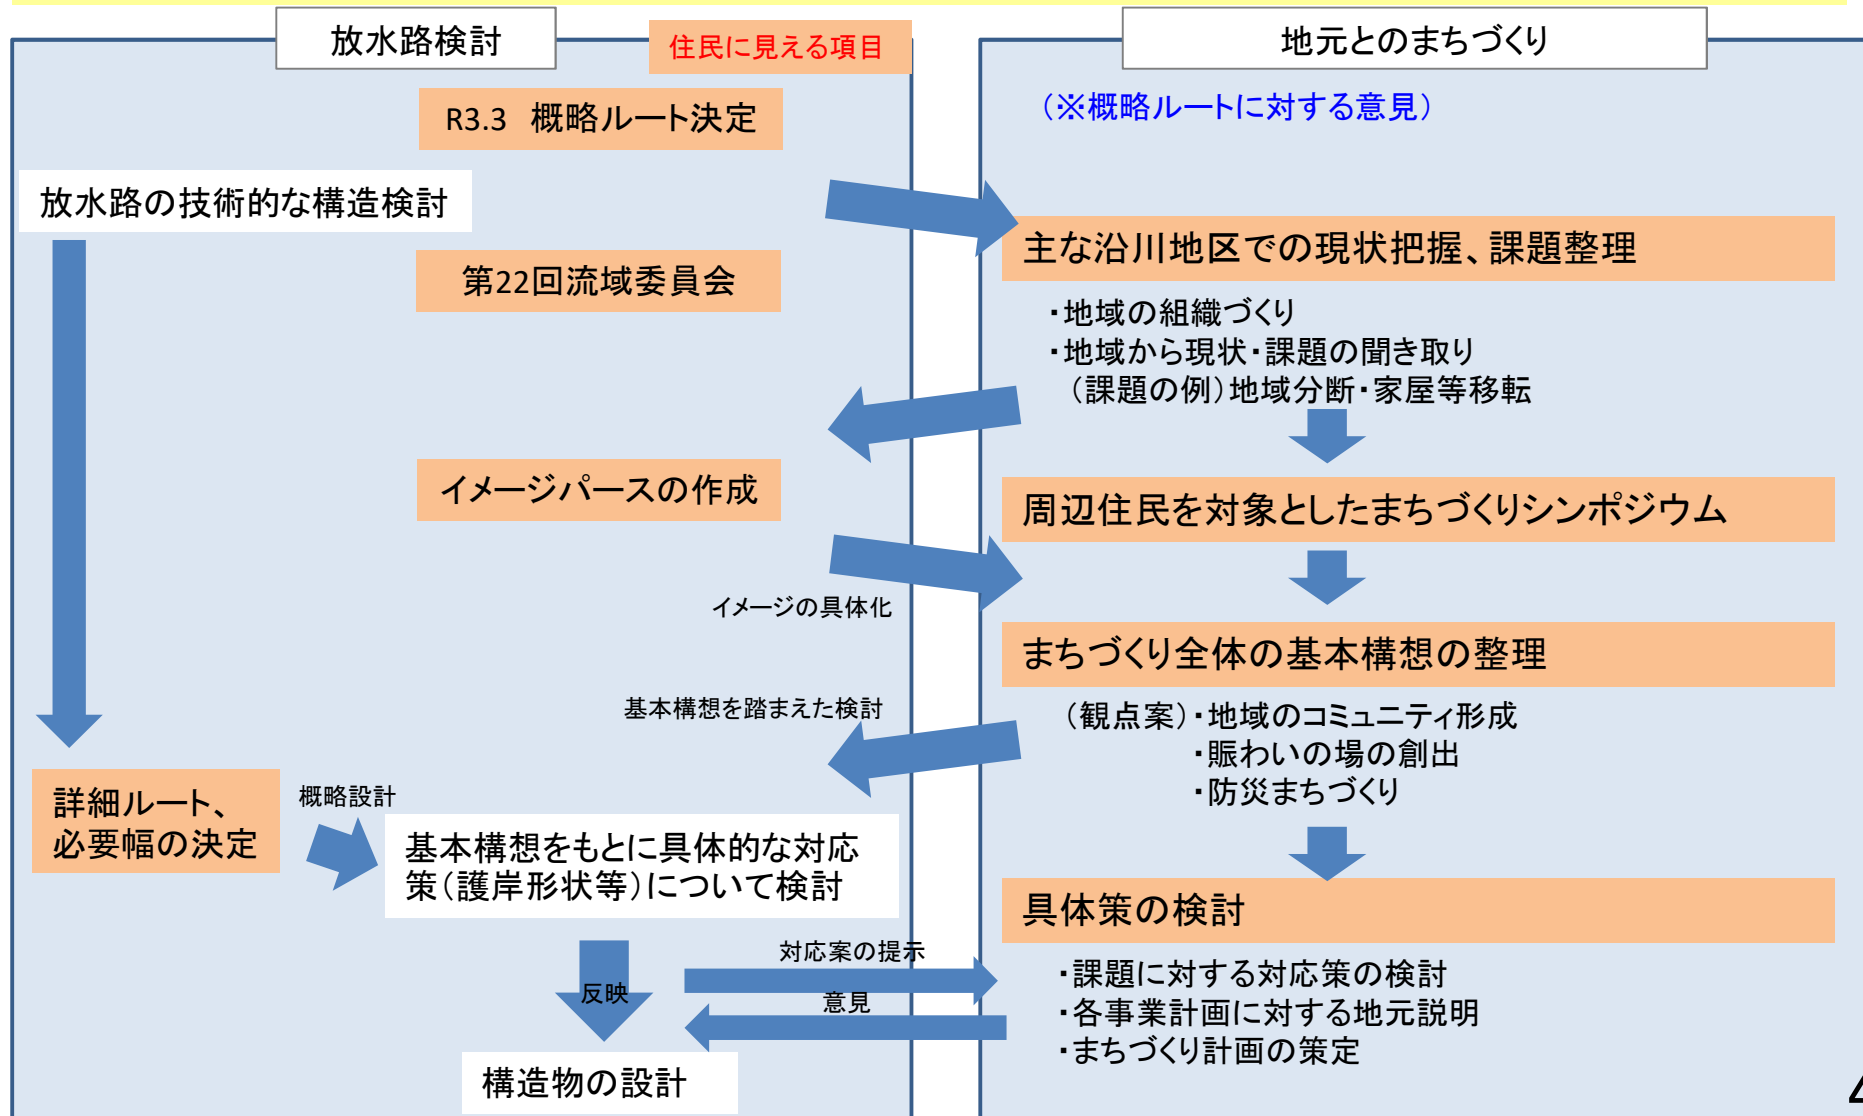 放水路検討
住民に見える項目
R3.3 概略ルート決定
放水路の技術的な構造検討
第22回流域委員会
イメージパースの作成
イメージの具体化
基本構想を踏まえた検討
詳細ルート、
必要幅の決定
概略設計
基本構想をもとに具体的な対応
策(護岸形状等)について検討
反映
対応案の提示
意見
構造物の設計
地元とのまちづくり
(※概略ルートに対する意見)
主な沿川地区での現状把握、課題整理
・地域の組織づくり
・地域から現状・課題の聞き取り
(課題の例)地域分断・家屋等移転
周辺住民を対象としたまちづくりシンポジウム
まちづくり全体の基本構想の整理
(観点案)・地域のコミュニティ形成
・賑わいの場の創出
・防災まちづくり
具体策の検討
・課題に対する対応策の検討
・各事業計画に対する地元説明
・まちづくり計画の策定